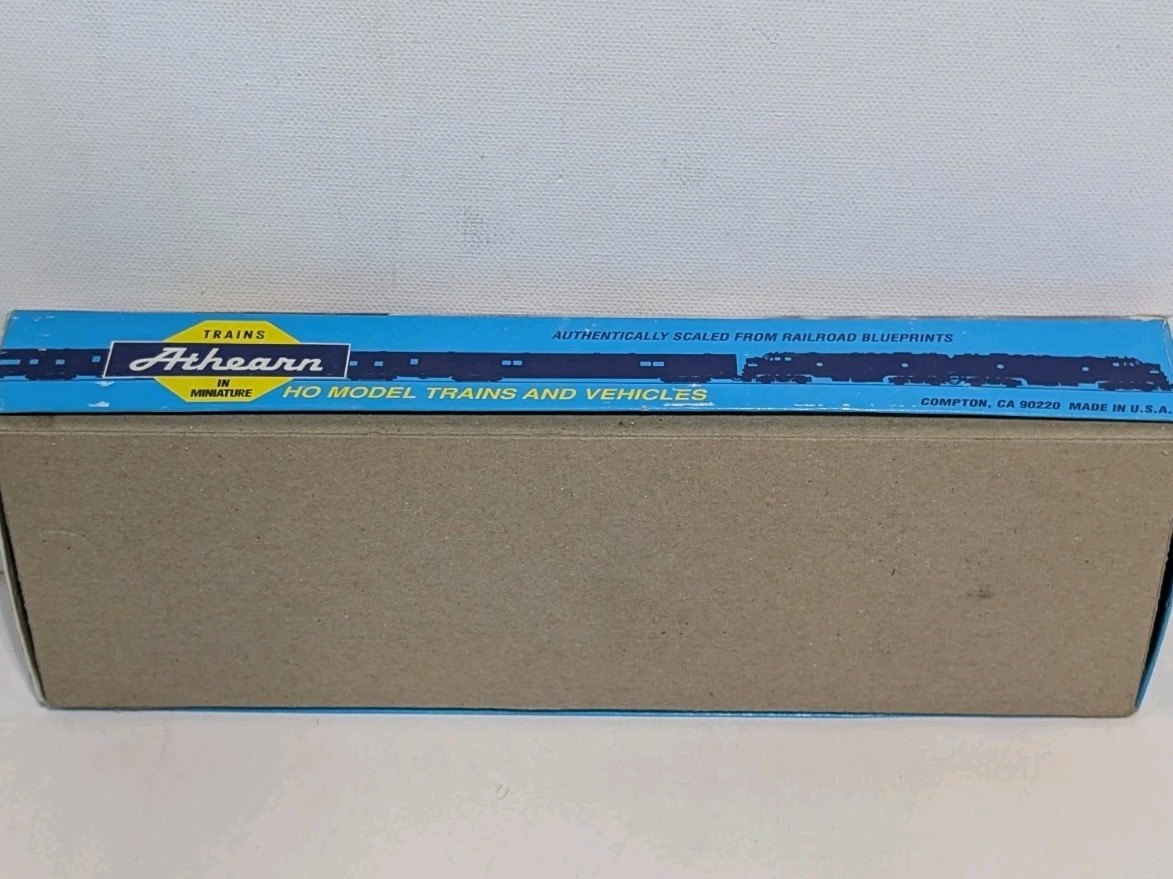 TRAINS
Athearn
IN
MINIATURE
HO MODEL TRAINS AND VEHICLES
AUTHENTICALLY SCALED FROM RAILROAD BLUEPRINTS
COMPTON, CA 90220 MADE IN U.S.A.